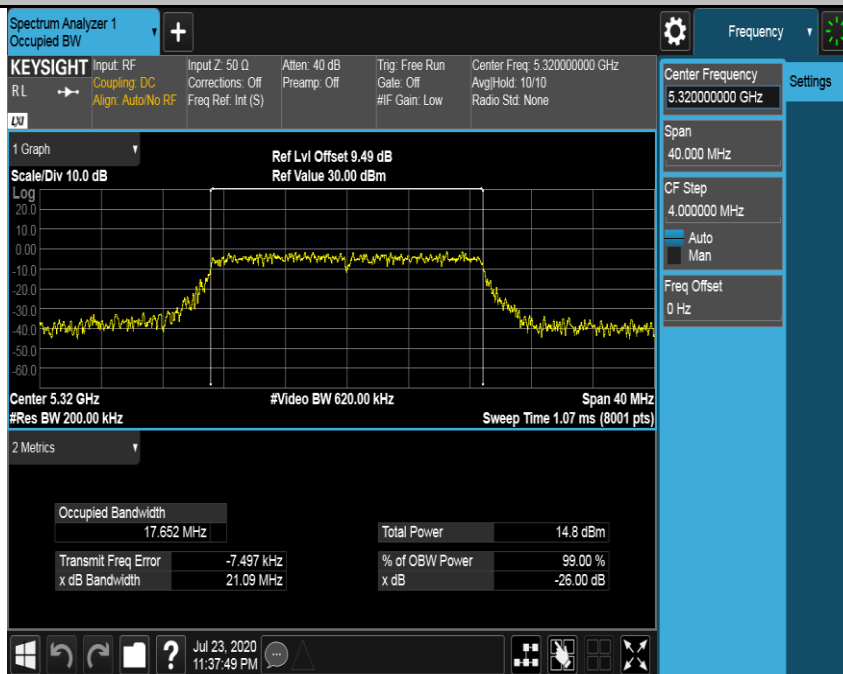 Spectrum Analyzer 1
Occupied BW
Frequency
KEYSIGHT
RL
LXI
Input: RF
Coupling: DC
Align: Auto/No RF
Input Z: 50 Ω
Corrections: Off
Freq Ref: Int (S)
Atten: 40 dB
Preamp: Off
Trig: Free Run
Gate: Off
#IF Gain: Low
Center Freq: 5.320000000 GHz
Avg|Hold: 10/10
Radio Std: None
Center Frequency
5.320000000 GHz
Settings
Span
40.000 MHz
CF Step
4.000000 MHz
Auto
Man
Freq Offset
0 Hz
1 Graph
Scale/Div 10.0 dB
Ref Lvl Offset 9.49 dB
Ref Value 30.00 dBm
Log
20.0
10.0
0.00
-10.0
-20.0
-30.0
-40.0
-50.0
-60.0
Center 5.32 GHz
#Res BW 200.00 kHz
#Video BW 620.00 kHz
Span 40 MHz
Sweep Time 1.07 ms (8001 pts)
2 Metrics
Occupied Bandwidth
17.652 MHz
Total Power 14.8 dBm
Transmit Freq Error -7.497 kHz
% of OBW Power 99.00 %
x dB Bandwidth 21.09 MHz
x dB -26.00 dB
?
Jul 23, 2020
11:37:49 PM